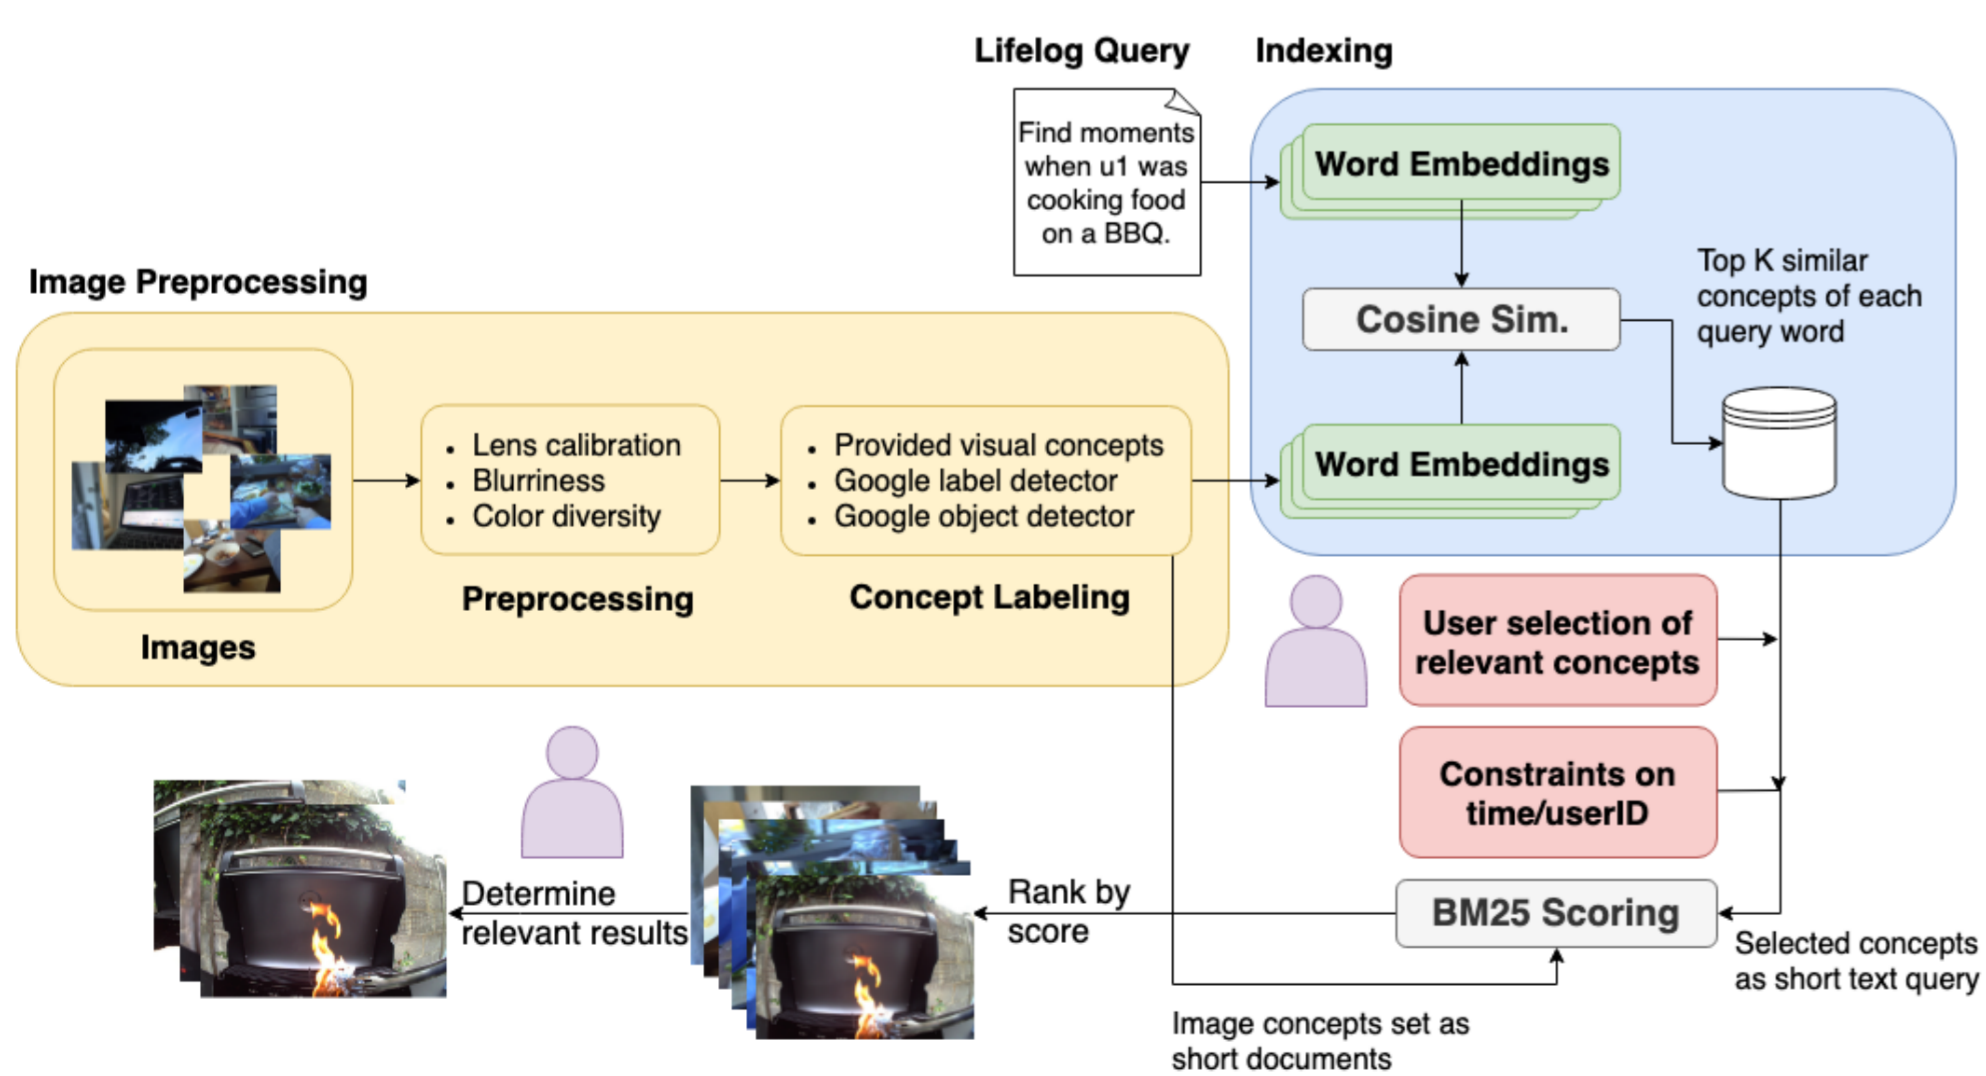 Lifelog Query
Indexing
Find moments
when u1 was
cooking food
on a BBQ.
Word Embeddings
Cosine Sim.
Top K similar
concepts of each
query word
Word Embeddings
Image Preprocessing
Images
• Lens calibration
• Blurriness
• Color diversity
Preprocessing
• Provided visual concepts
• Google label detector
• Google object detector
Concept Labeling
User selection of
relevant concepts
Constraints on
time/userID
BM25 Scoring
Selected concepts
as short text query
Image concepts set as
short documents
Rank by
score
Determine
relevant results